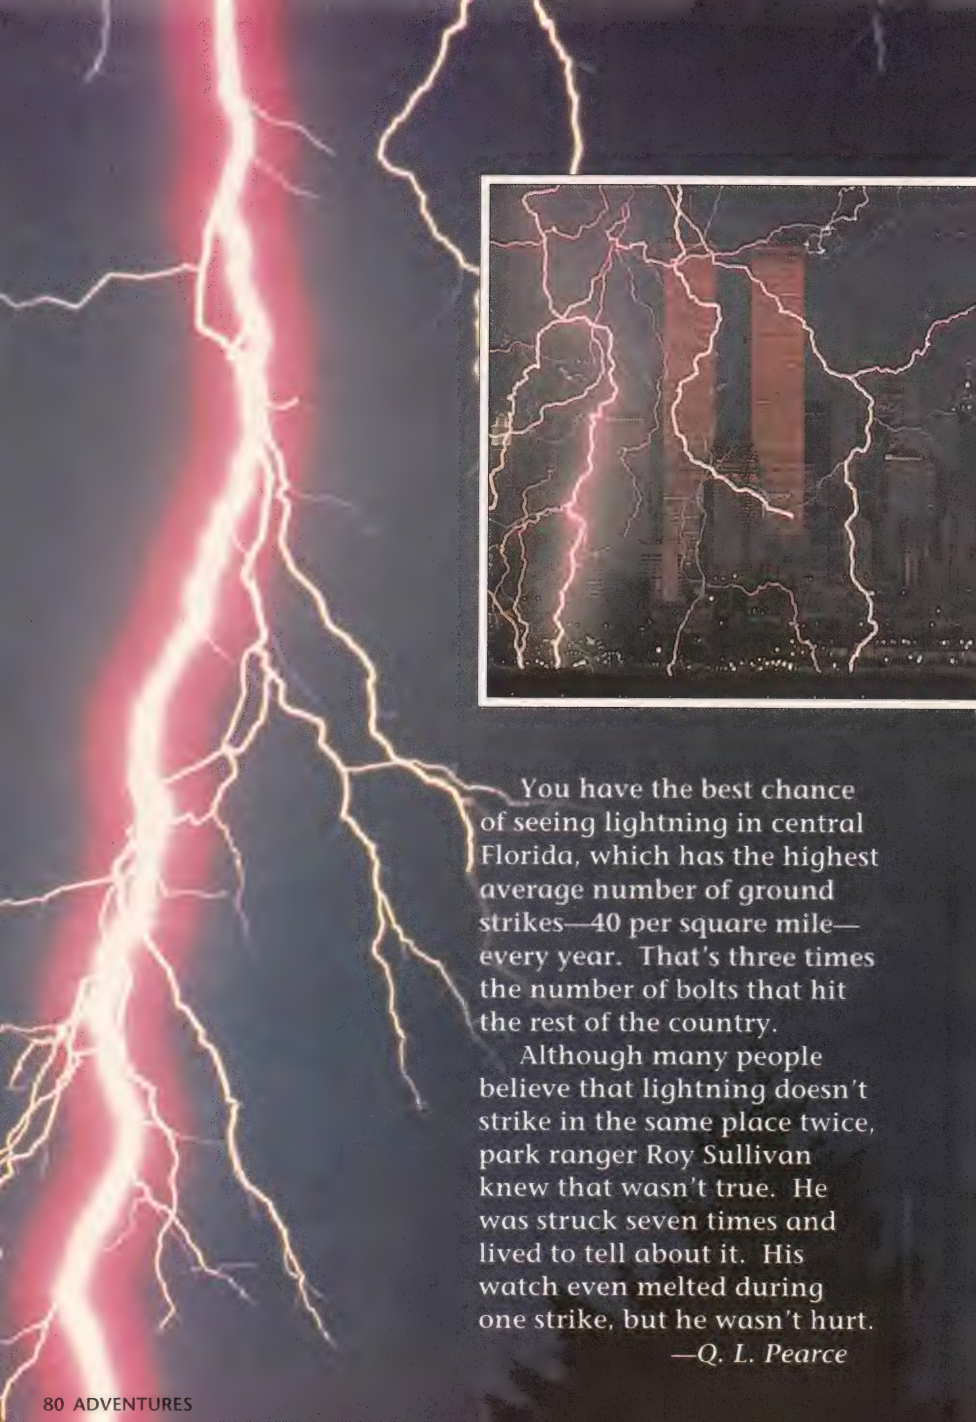 You have the best chance
of seeing lightning in central
Florida, which has the highest
average number of ground
strikes—40 per square mile—
every year. That's three times
the number of bolts that hit
the rest of the country.
Although many people
believe that lightning doesn't
strike in the same place twice,
park ranger Roy Sullivan
knew that wasn't true. He
was struck seven times and
lived to tell about it. His
watch even melted during
one strike, but he wasn't hurt.
—Q. L. Pearce
80 ADVENTURES